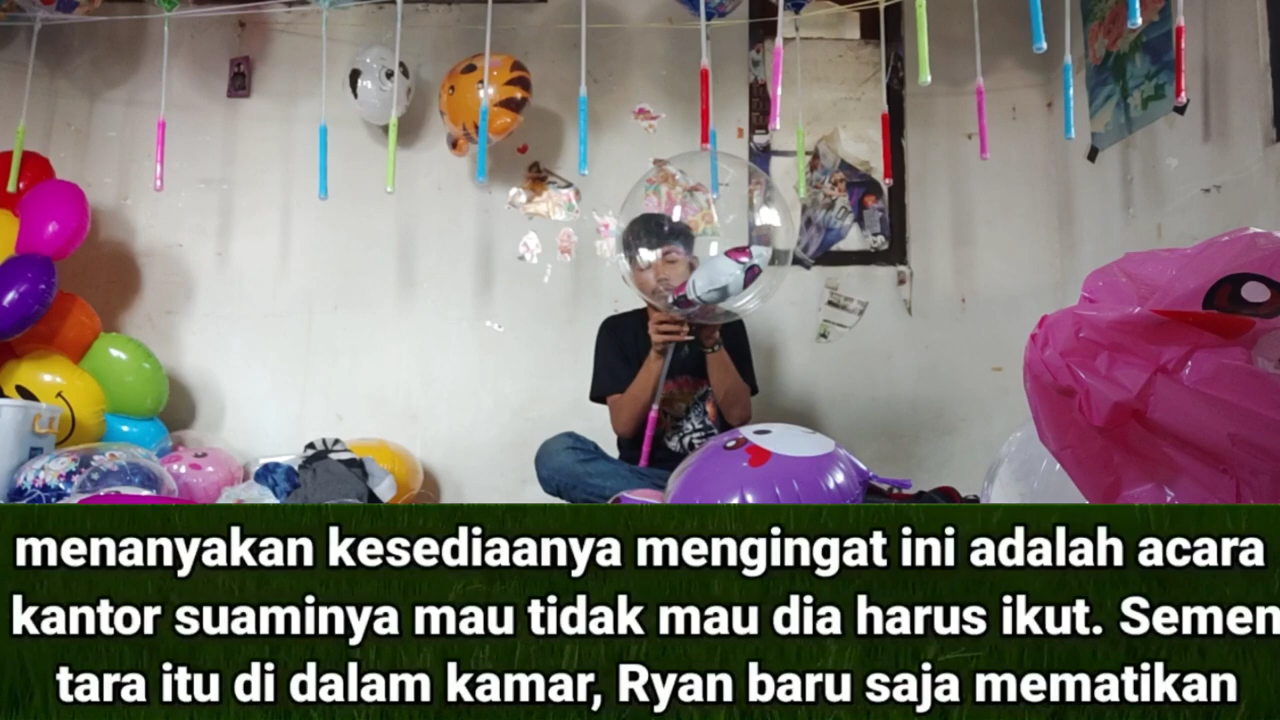 menanyakan kesediaanya mengingat ini adalah acara
kantor suaminya mau tidak mau dia harus ikut. Semen
tara itu di dalam kamar, Ryan baru saja mematikan